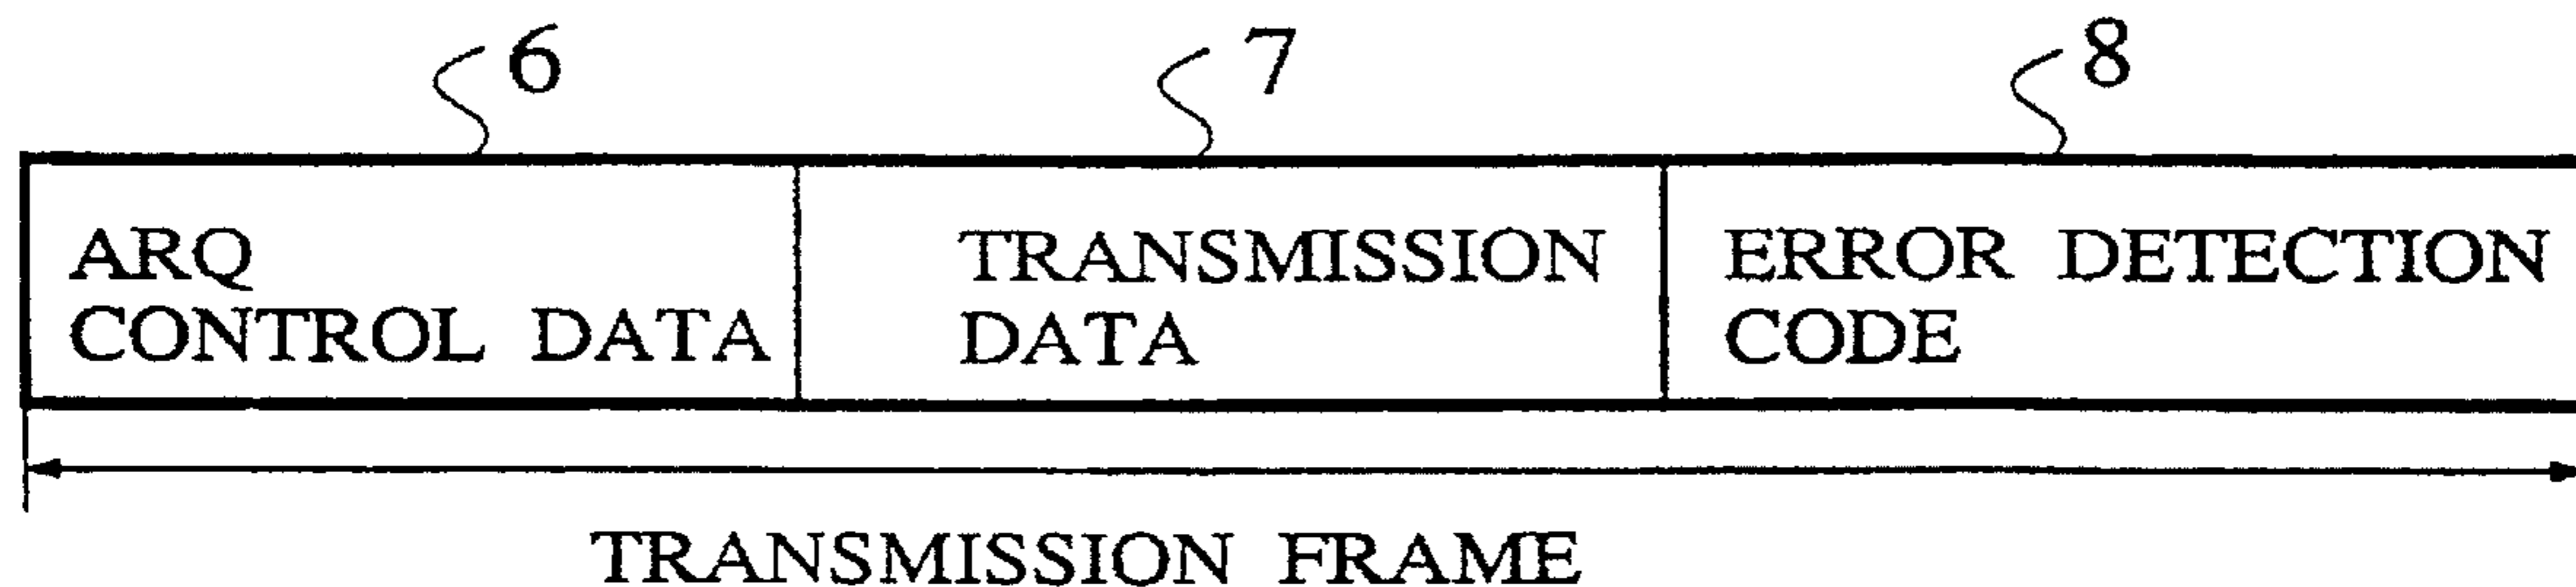 6
7
8
ARQ
CONTROL DATA
TRANSMISSION
DATA
ERROR DETECTION
CODE
TRANSMISSION FRAME